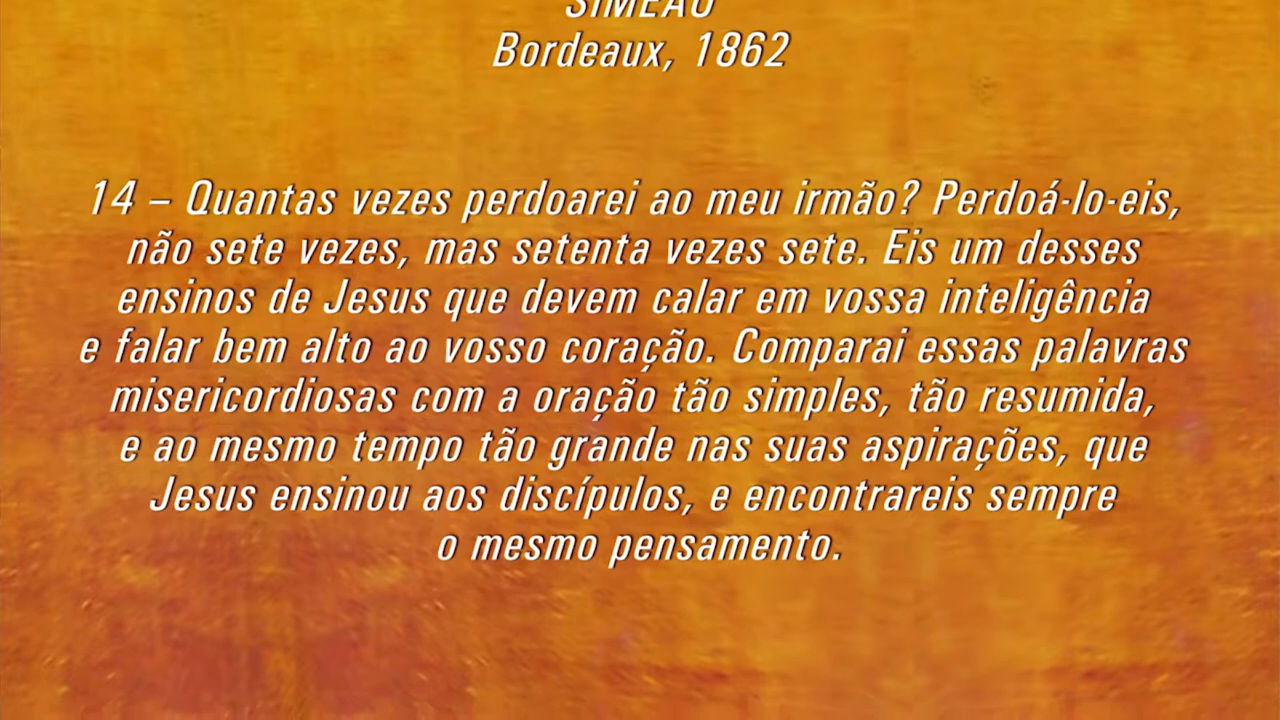 SIMEÃO
Bordeaux, 1862
14 – Quantas vezes perdoarei ao meu irmão? Perdoá-lo-eis,
não sete vezes, mas setenta vezes sete. Eis um desses
ensinos de Jesus que devem calar em vossa inteligência
e falar bem alto ao vosso coração. Comparai essas palavras
misericordiosas com a oração tão simples, tão resumida,
e ao mesmo tempo tão grande nas suas aspirações, que
Jesus ensinou aos discípulos, e encontrareis sempre
o mesmo pensamento.